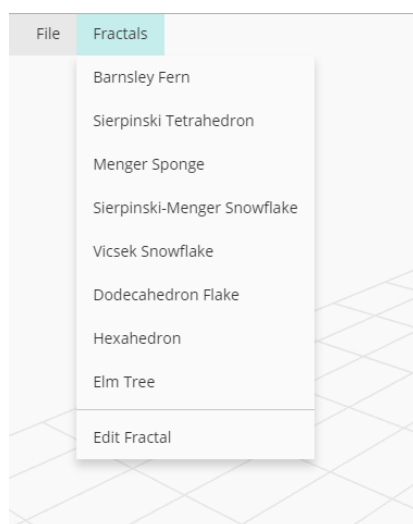 File Fractals
Barnsley Fern
Sierpinski Tetrahedron
Menger Sponge
Sierpinski-Menger Snowflake
Vicsek Snowflake
Dodecahedron Flake
Hexahedron
Elm Tree
Edit Fractal